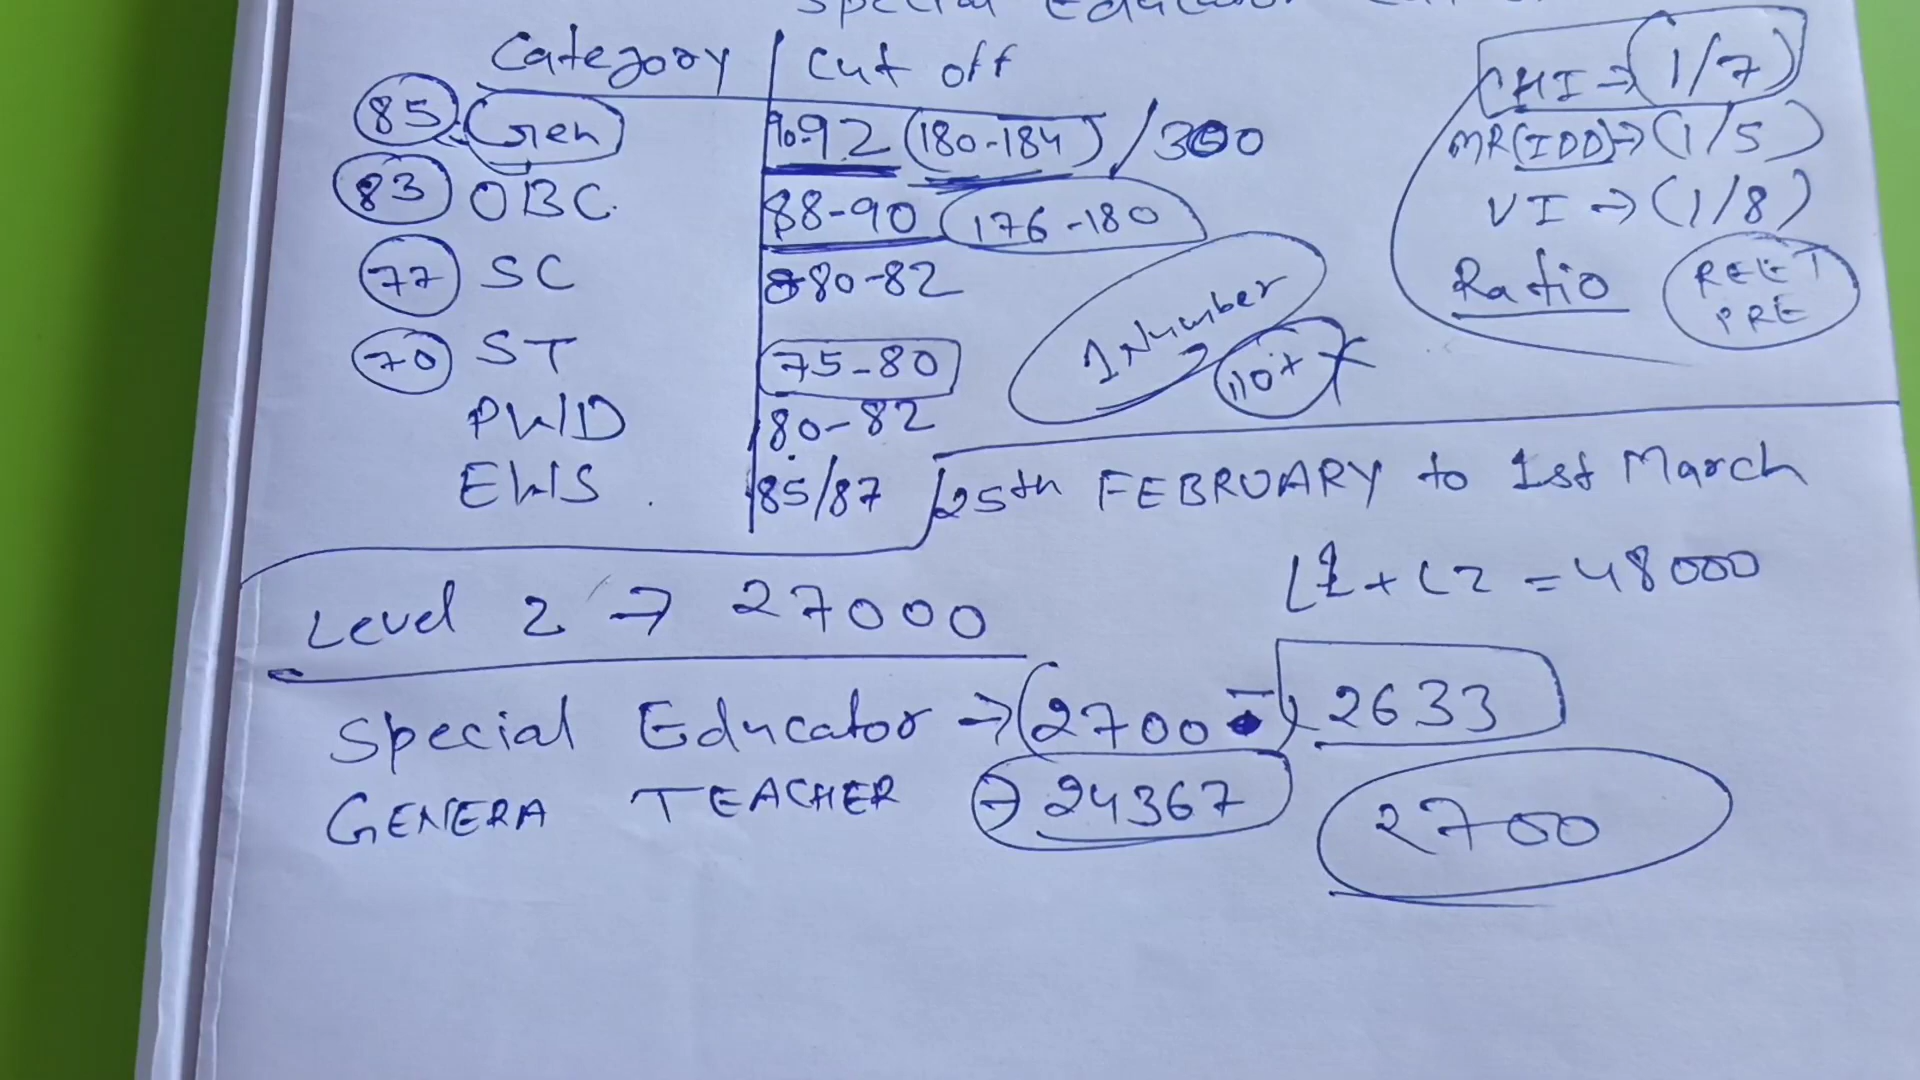 Special Educator
Category | Cut off
85 Gen 90-92 (180-184) /300
83 OBC. 88-90 (176-180)
77 SC 80-82
70 ST 75-80
PWD 80-82
EWS. 85/87
(HI → (1/7)
MR(IDD) → (1/5)
VI → (1/8)
Ratio
REET
PRE
1 Number
110+
25th FEBRUARY to 1st March
L1 + L2 = 48000
Level 2 → 27000
Special Educator → (2700 - 2633
GENERA TEACHER → 24367
2700